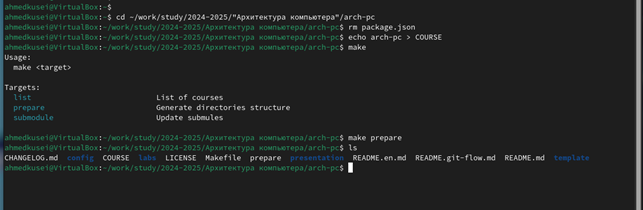 ahmedkusei@VirtualBox:~$
ahmedkusei@VirtualBox:~$ cd ~/work/study/2024-2025/"Архитектура компьютера"/arch-pc
ahmedkusei@VirtualBox:~/work/study/2024-2025/Архитектура компьютера/arch-pc$ rm package.json
ahmedkusei@VirtualBox:~/work/study/2024-2025/Архитектура компьютера/arch-pc$ echo arch-pc > COURSE
ahmedkusei@VirtualBox:~/work/study/2024-2025/Архитектура компьютера/arch-pc$ make
Usage:
make <target>
Targets:
list List of courses
prepare Generate directories structure
submodule Update submules
ahmedkusei@VirtualBox:~/work/study/2024-2025/Архитектура компьютера/arch-pc$ make prepare
ahmedkusei@VirtualBox:~/work/study/2024-2025/Архитектура компьютера/arch-pc$ ls
CHANGELOG.md config COURSE labs LICENSE Makefile prepare presentation README.en.md README.git-flow.md README.md template
ahmedkusei@VirtualBox:~/work/study/2024-2025/Архитектура компьютера/arch-pc$